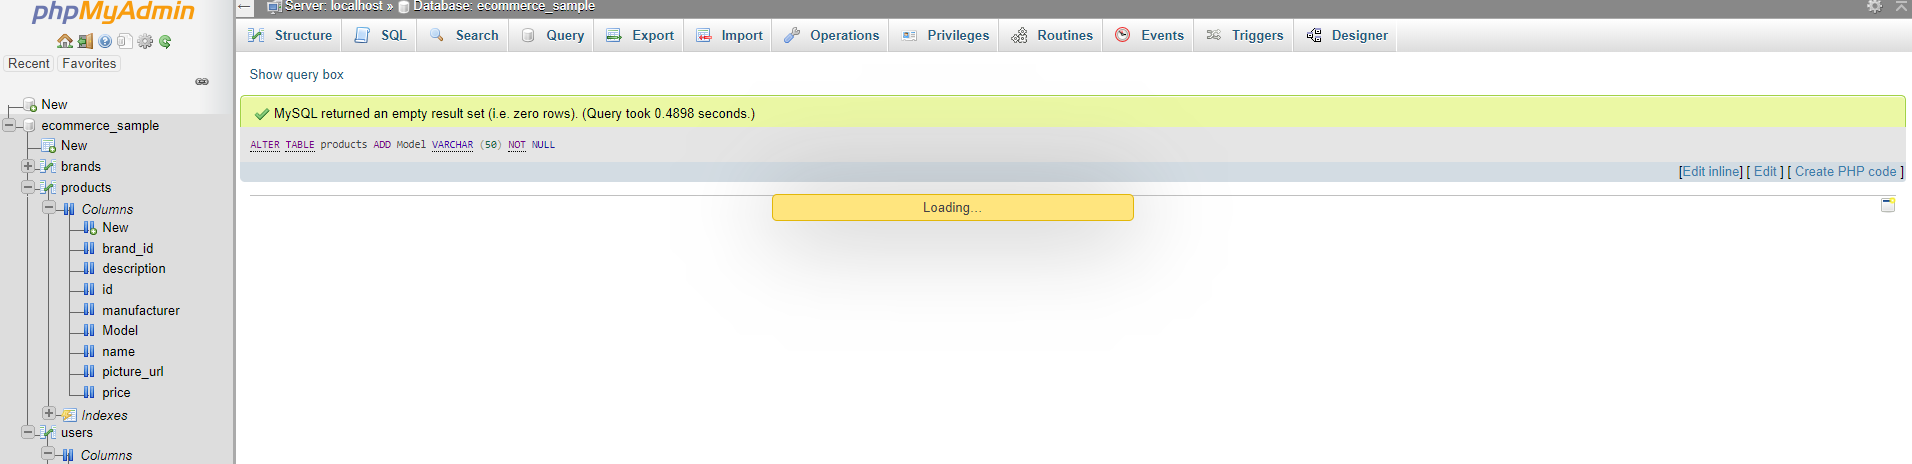 phpMyAdmin
Recent Favorites
New
ecommerce_sample
New
brands
products
Columns
New
brand_id
description
id
manufacturer
Model
name
picture_url
price
Indexes
users
Columns
Server: localhost » Database: ecommerce_sample
Structure SQL Search Query Export Import Operations Privileges Routines Events Triggers Designer
Show query box
MySQL returned an empty result set (i.e. zero rows). (Query took 0.4898 seconds.)
ALTER TABLE products ADD Model VARCHAR (50) NOT NULL
[Edit inline] [ Edit ] [ Create PHP code ]
Loading...